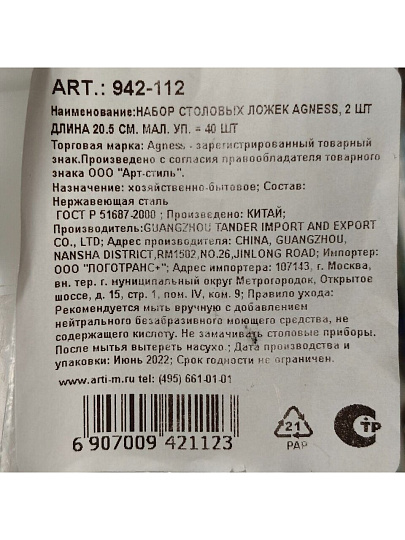 ART.: 942-112
Наименование:НАБОР СТОЛОВЫХ ЛОЖЕК AGNESS, 2 ШТ
ДЛИНА 20.5 СМ. МАЛ. УП. = 40 ШТ
Торговая марка: Agness - зарегистрированный товарный
знак.Произведено с согласия правообладателя товарного
знака ООО "Арт-стиль".
Назначение: хозяйственно-бытовое; Состав:
Нержавеющая сталь
ГОСТ Р 51687-2000 ; Произведено: КИТАЙ;
Производитель:GUANGZHOU TANDER IMPORT AND EXPORT
CO., LTD; Адрес производителя: CHINA, GUANGZHOU,
NANSHA DISTRICT,RM1502,NO.26,JINLONG ROAD; Импортер:
ООО "ЛОГОТРАНС+"; Адрес импортера: 107143, г. Москва,
вн. тер. г. муниципальный округ Метрогородок, Открытое
шоссе, д. 15, стр. 1, пом. IV, ком. 9; Правило ухода:
Рекомендуется мыть вручную с добавлением
нейтрального безабразивного моющего средства, не
содержащего кислоту. Не замачивать столовые приборы.
После мытья вытереть насухо.; Дата производства и
упаковки: Июнь 2022; Срок годности не ограничен.
www.arti-m.ru tel: (495) 661-01-01
6 907009 421123
21
PAP
СТР